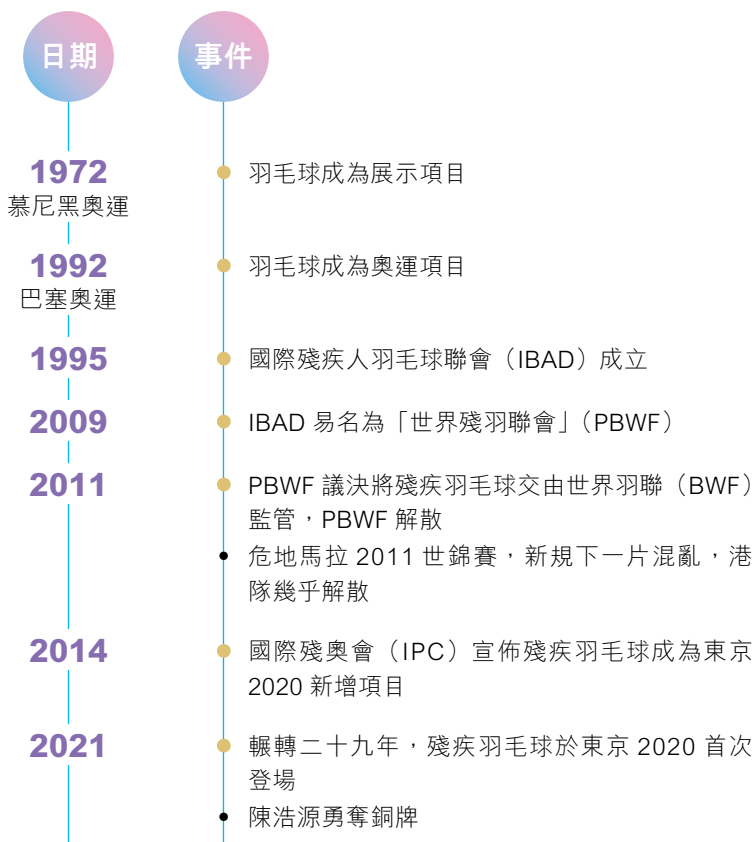 日期 事件
1972
慕尼黑奧運
羽毛球成為展示項目
1992
巴塞奧運
羽毛球成為奧運項目
1995
國際殘疾人羽毛球聯會（IBAD）成立
2009
IBAD 易名為「世界殘羽聯會」（PBWF）
2011
PBWF 議決將殘疾羽毛球交由世界羽聯（BWF）
監管，PBWF 解散
危地馬拉 2011 世錦賽，新規下一片混亂，港
隊幾乎解散
2014
國際殘奧會（IPC）宣佈殘疾羽毛球成為東京
2020 新增項目
2021
輾轉二十九年，殘疾羽毛球於東京 2020 首次
登場
陳浩源勇奪銅牌